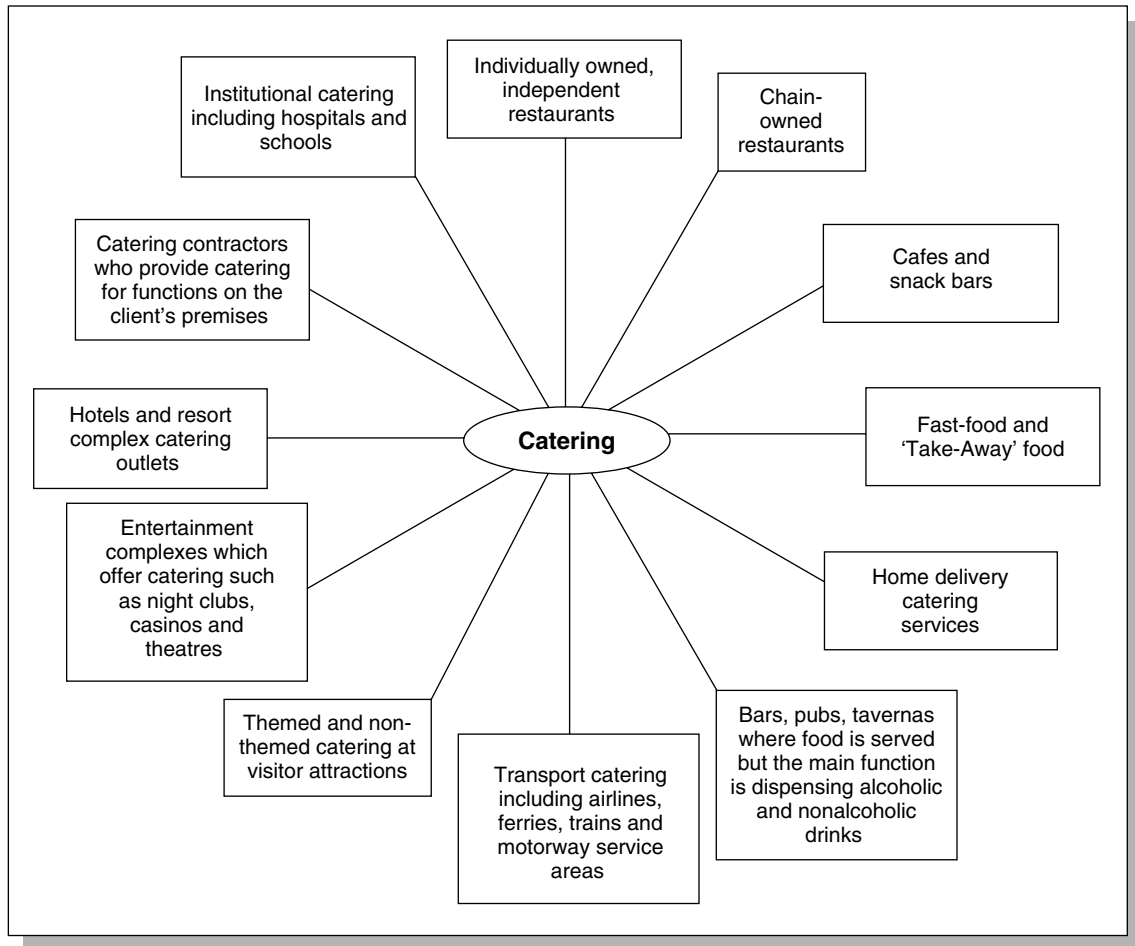 Individually owned,
independent
restaurants
Chain-
owned
restaurants
Cafes and
snack bars
Fast-food and
‘Take-Away’ food
Home delivery
catering
services
Bars, pubs, tavernas
where food is served
but the main function
is dispensing alcoholic
and nonalcoholic
drinks
Transport catering
including airlines,
ferries, trains and
motorway service
areas
Themed and non-
themed catering at
visitor attractions
Entertainment
complexes which
offer catering such
as night clubs,
casinos and
theatres
Hotels and resort
complex catering
outlets
Catering contractors
who provide catering
for functions on the
client’s premises
Institutional catering
including hospitals and
schools
Catering